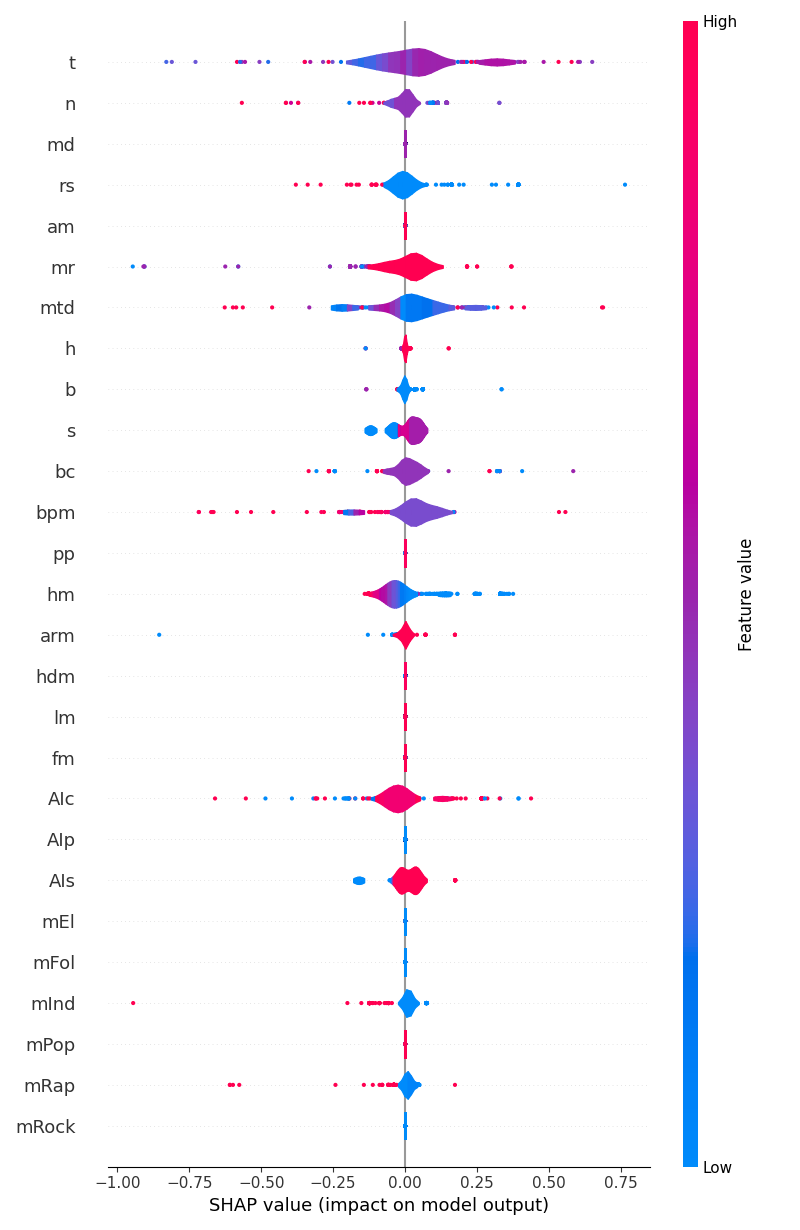 High
t
n
md
rs
am
mr
mtd
h
b
s
bc
bpm
pp
hm
arm
hdm
lm
fm
AIc
AIp
AIs
mEl
mFol
mInd
mPop
mRap
mRock
Feature value
Low
−1.00 −0.75 −0.50 −0.25 0.00 0.25 0.50 0.75
SHAP value (impact on model output)